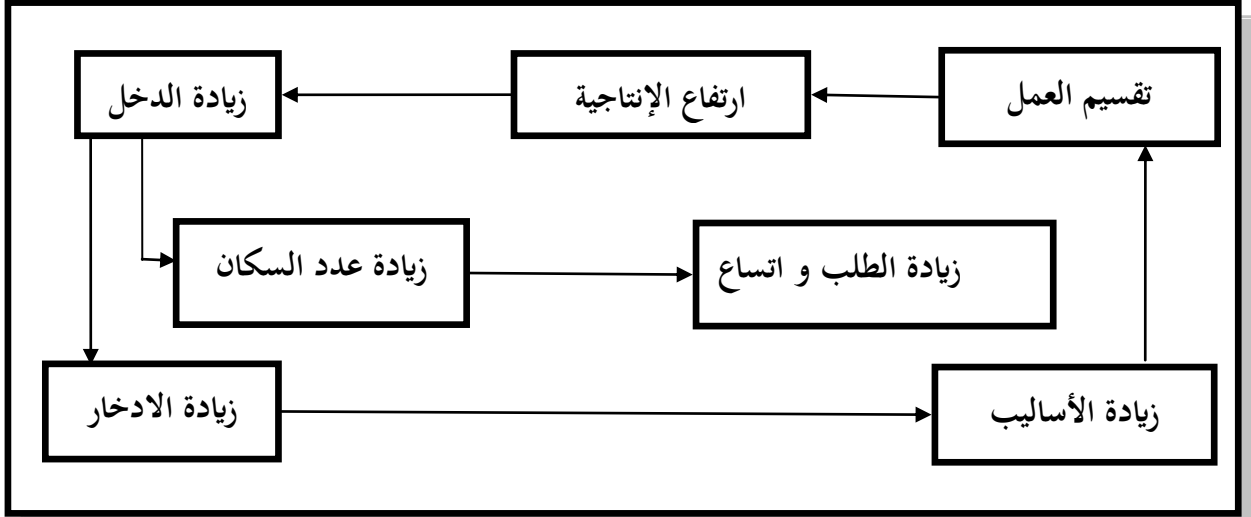 تقسيم العمل
ارتفاع الإنتاجية
زيادة الدخل
زيادة عدد السكان
زيادة الطلب و اتساع
زيادة الادخار
زيادة الأساليب